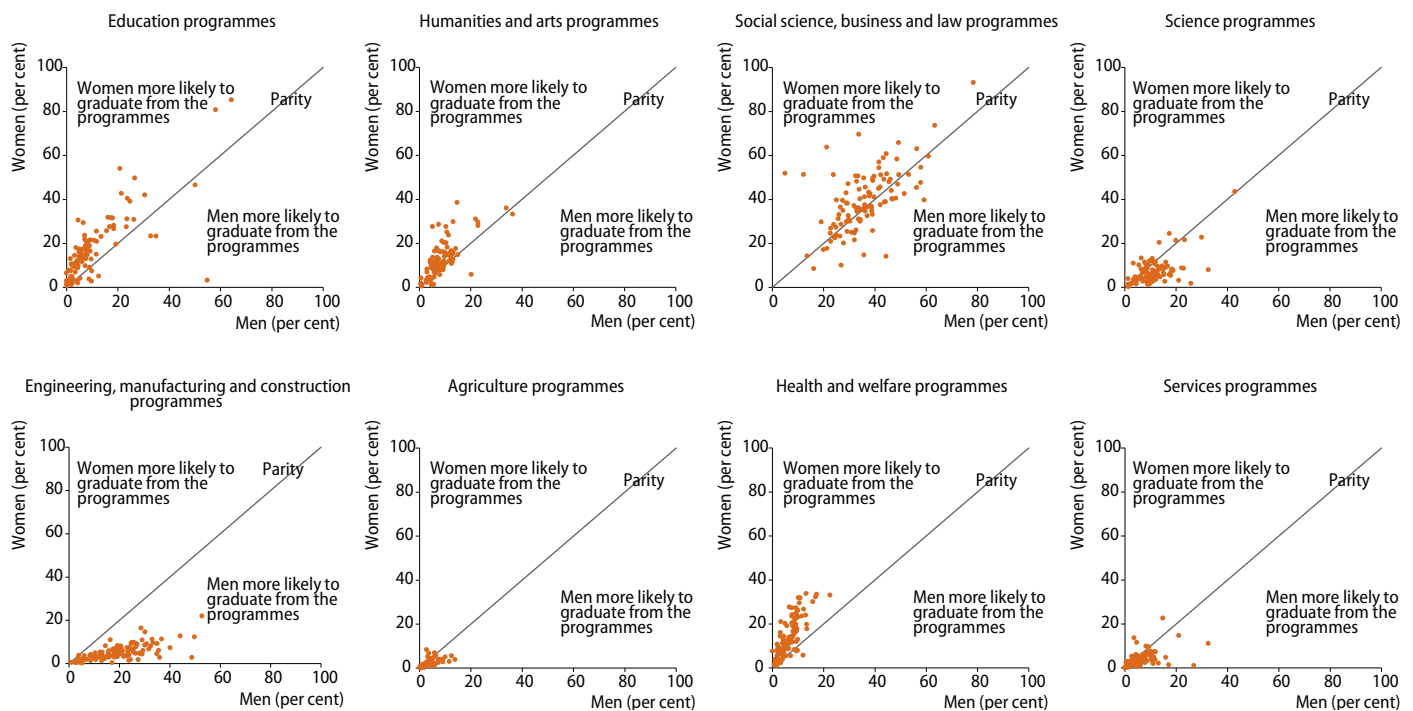 Education programmes
100
80
60
40
20
0
Women (per cent)
Women more likely to
graduate from the
programmes
Parity
Men more likely to
graduate from the
programmes
0 20 40 60 80 100
Men (per cent)
Humanities and arts programmes
100
80
60
40
20
0
Women (per cent)
Women more likely to
graduate from the
programmes
Parity
Men more likely to
graduate from the
programmes
0 20 40 60 80 100
Men (per cent)
Social science, business and law programmes
100
80
60
40
20
0
Women (per cent)
Women more likely to
graduate from the
programmes
Parity
Men more likely to
graduate from the
programmes
0 20 40 60 80 100
Men (per cent)
Science programmes
100
80
60
40
20
0
Women (per cent)
Women more likely to
graduate from the
programmes
Parity
Men more likely to
graduate from the
programmes
0 20 40 60 80 100
Men (per cent)
Engineering, manufacturing and construction
programmes
100
80
60
40
20
0
Women (per cent)
Women more likely to
graduate from the
programmes
Parity
Men more likely to
graduate from the
programmes
0 20 40 60 80 100
Men (per cent)
Agriculture programmes
100
80
60
40
20
0
Women (per cent)
Women more likely to
graduate from the
programmes
Parity
Men more likely to
graduate from the
programmes
0 20 40 60 80 100
Men (per cent)
Health and welfare programmes
100
80
60
40
20
0
Women (per cent)
Women more likely to
graduate from the
programmes
Parity
Men more likely to
graduate from the
programmes
0 20 40 60 80 100
Men (per cent)
Services programmes
100
80
60
40
20
0
Women (per cent)
Women more likely to
graduate from the
programmes
Parity
Men more likely to
graduate from the
programmes
0 20 40 60 80 100
Men (per cent)